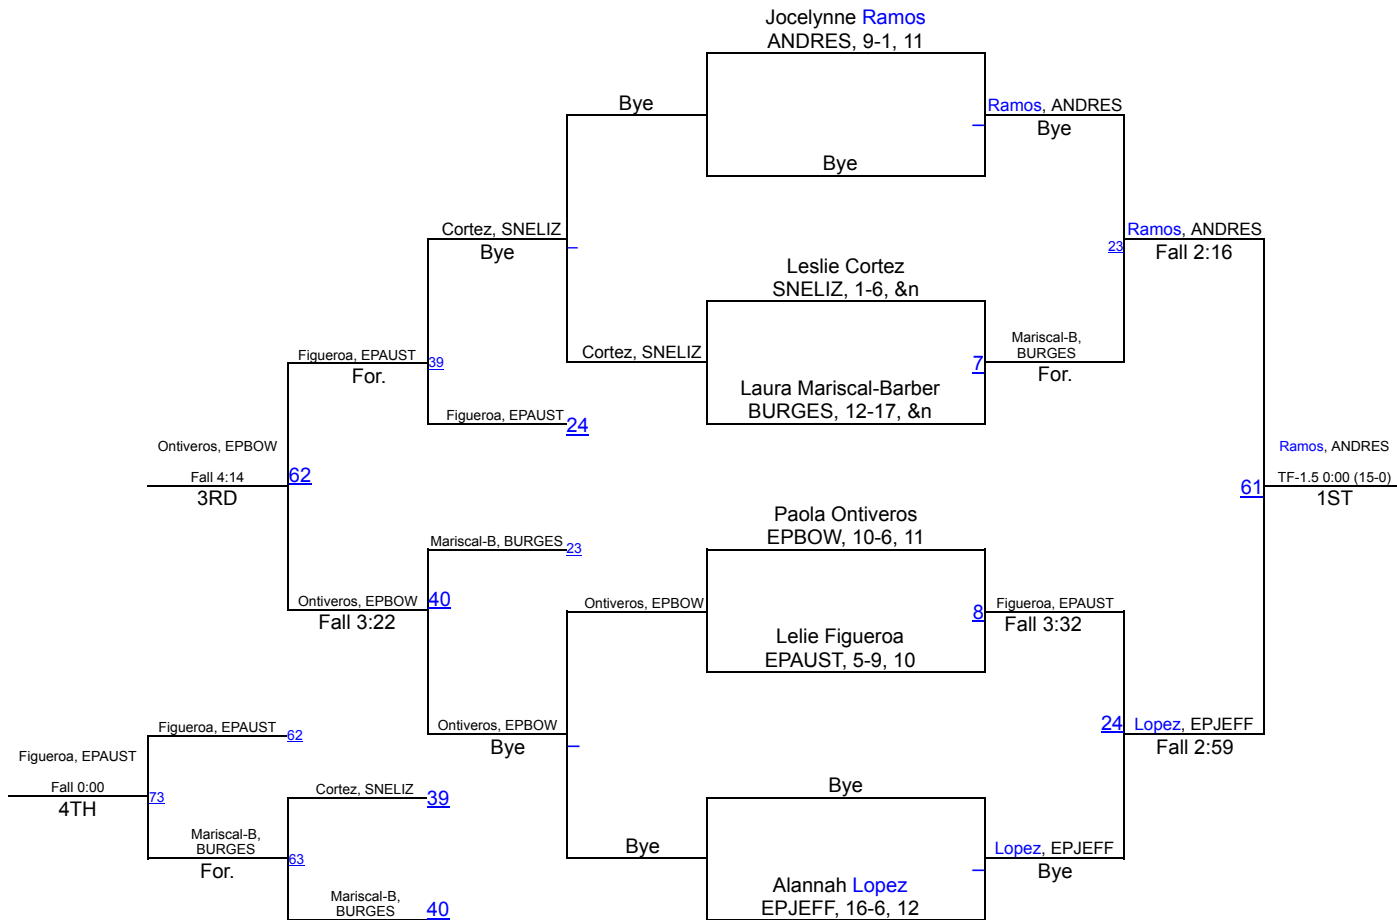 Jocelynne Ramos
ANDRES, 9-1, 11
Bye
Ramos, ANDRES
Bye
Bye
Cortez, SNELIZ
Bye
Ramos, ANDRES
23
Fall 2:16
Leslie Cortez
SNELIZ, 1-6, &n
Figueroa, EPAUST
39
For.
Cortez, SNELIZ
7
Mariscal-B,
BURGES
For.
Laura Mariscal-Barber
BURGES, 12-17, &n
Figueroa, EPAUST
24
Ontiveros, EPBOW
Fall 4:14
3RD
62
Ramos, ANDRES
61
TF-1.5 0:00 (15-0)
1ST
Paola Ontiveros
EPBOW, 10-6, 11
Mariscal-B, BURGES
23
Ontiveros, EPBOW
40
Fall 3:22
Ontiveros, EPBOW
8
Figueroa, EPAUST
Fall 3:32
Lelie Figueroa
EPAUST, 5-9, 10
Ontiveros, EPBOW
Bye
24
Lopez, EPJEFF
Fall 2:59
Figueroa, EPAUST
62
Figueroa, EPAUST
Fall 0:00
4TH
73
Cortez, SNELIZ
39
Bye
Mariscal-B,
BURGES
For.
63
Bye
Lopez, EPJEFF
Bye
Mariscal-B,
BURGES
40
Alannah Lopez
EPJEFF, 16-6, 12